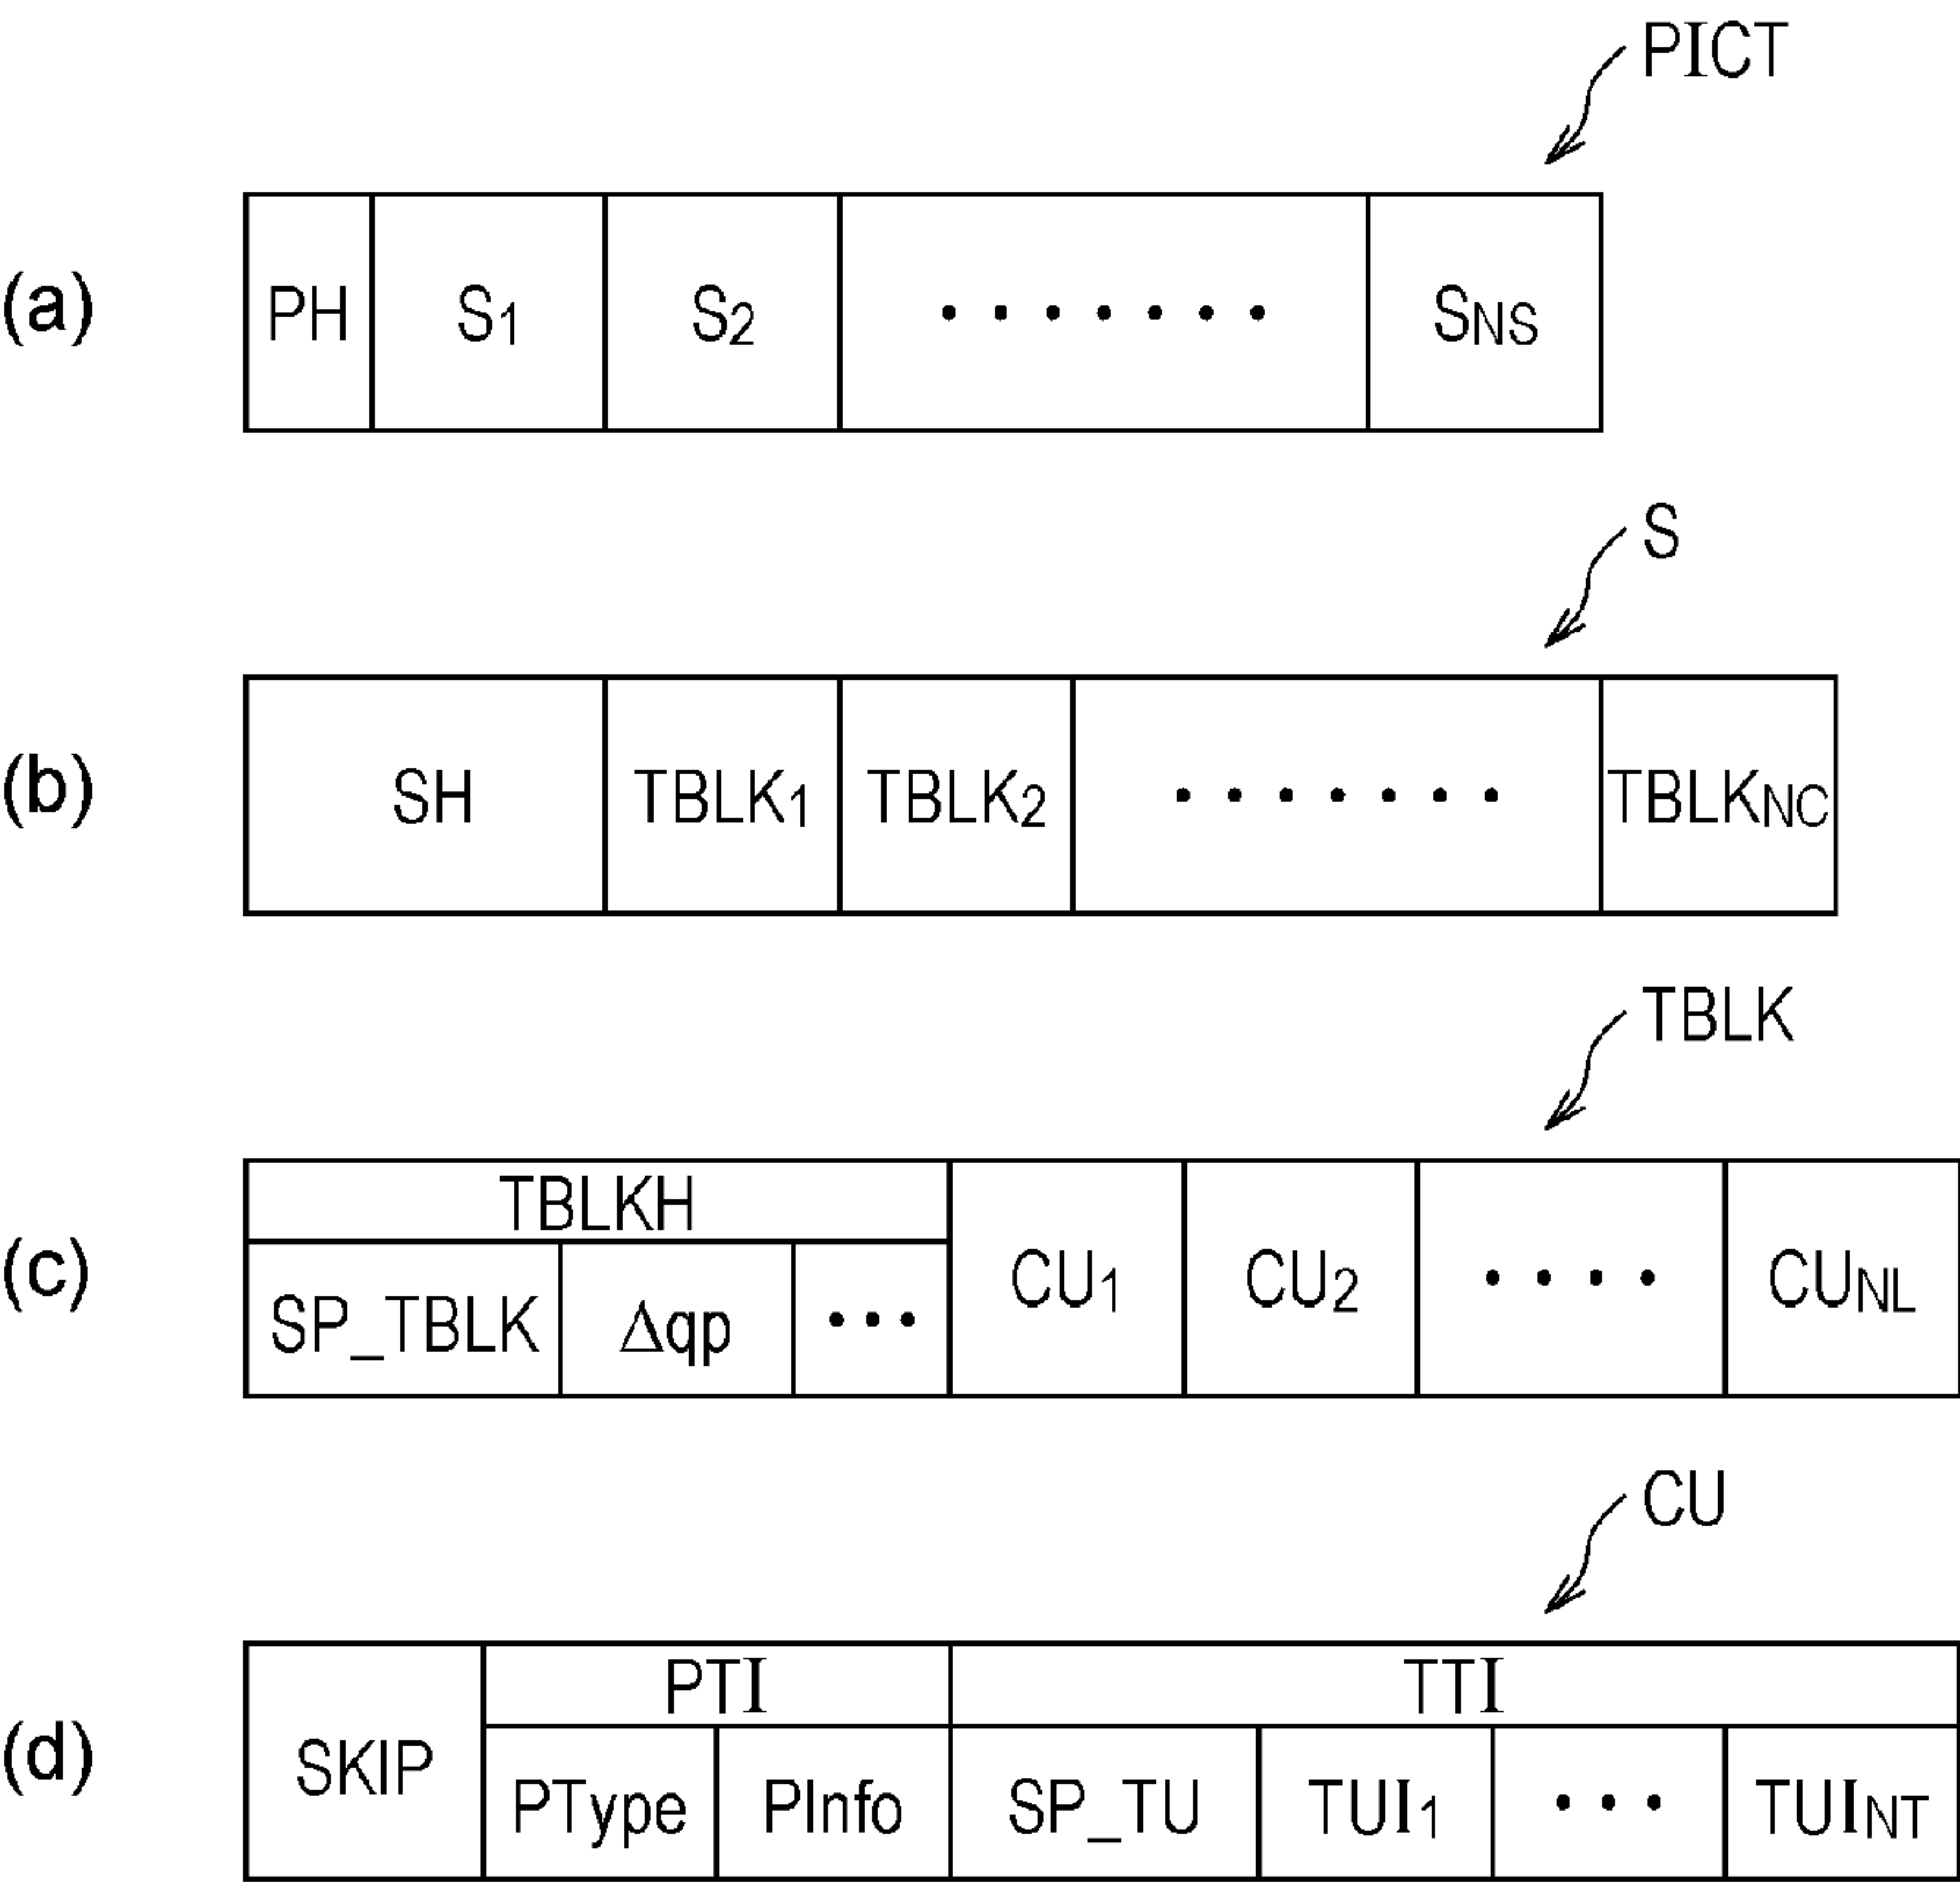 PICT
(a) PH S1 S2 ······· SNS
S
(b) SH TBLK1 TBLK2 ······· TBLKNC
TBLK
TBLKH
(c) SP_TBLK Δqp ··· CU1 CU2 ···· CUNL
CU
PTI TTI
(d) SKIP PType PInfo SP_TU TUI1 ··· TUINT